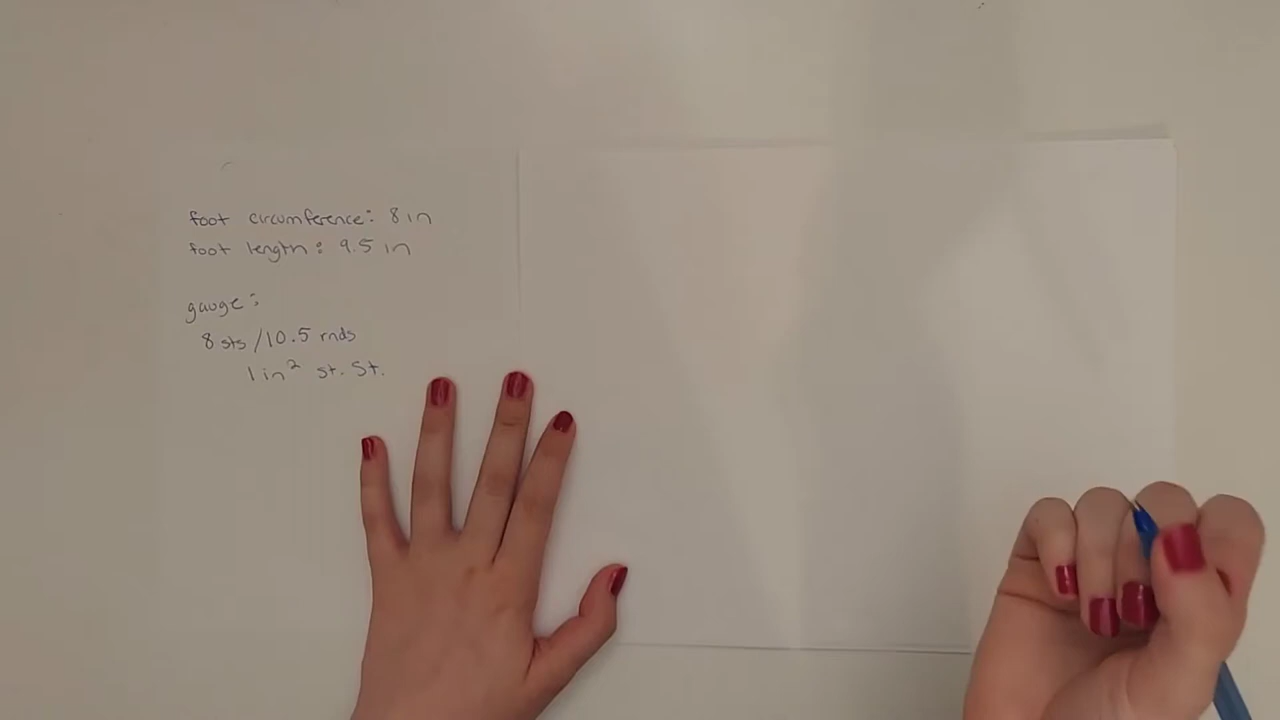 foot circumference: 8 in
foot length: 9.5 in
gauge:
8 sts / 10.5 rnds
1 in² st. st.